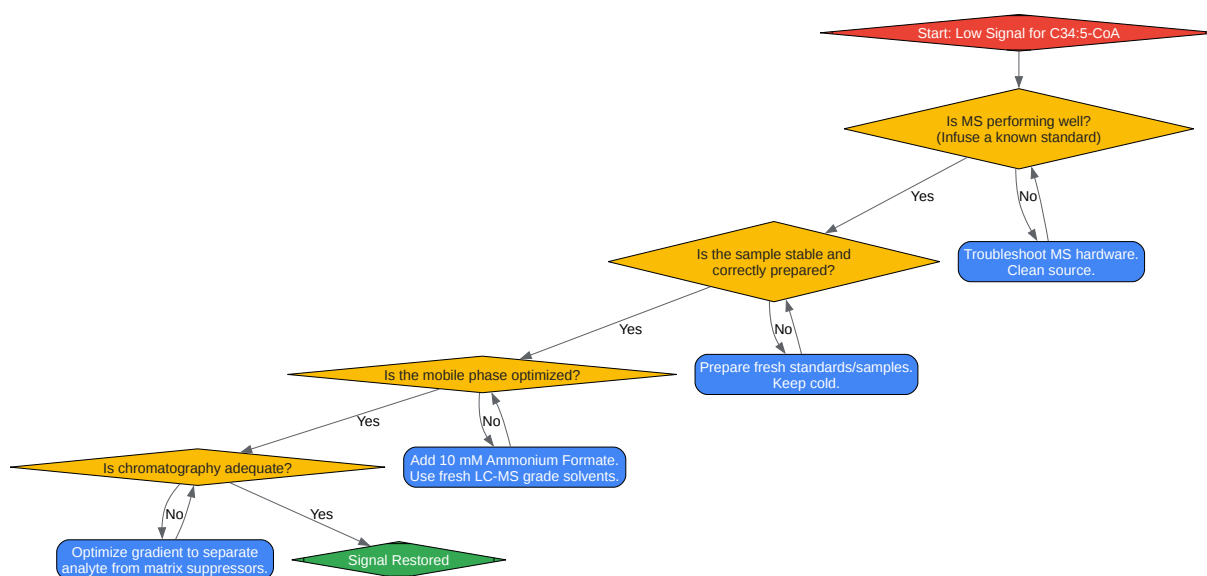 Start: Low Signal for C34:5-CoA
Is MS performing well?
(Infuse a known standard)
Yes
No
Troubleshoot MS hardware.
Clean source.
Is the sample stable and
correctly prepared?
Yes
No
Prepare fresh standards/samples.
Keep cold.
Is the mobile phase optimized?
Yes
No
Add 10 mM Ammonium Formate.
Use fresh LC-MS grade solvents.
Is chromatography adequate?
No
Yes
Optimize gradient to separate
analyte from matrix suppressors.
Signal Restored